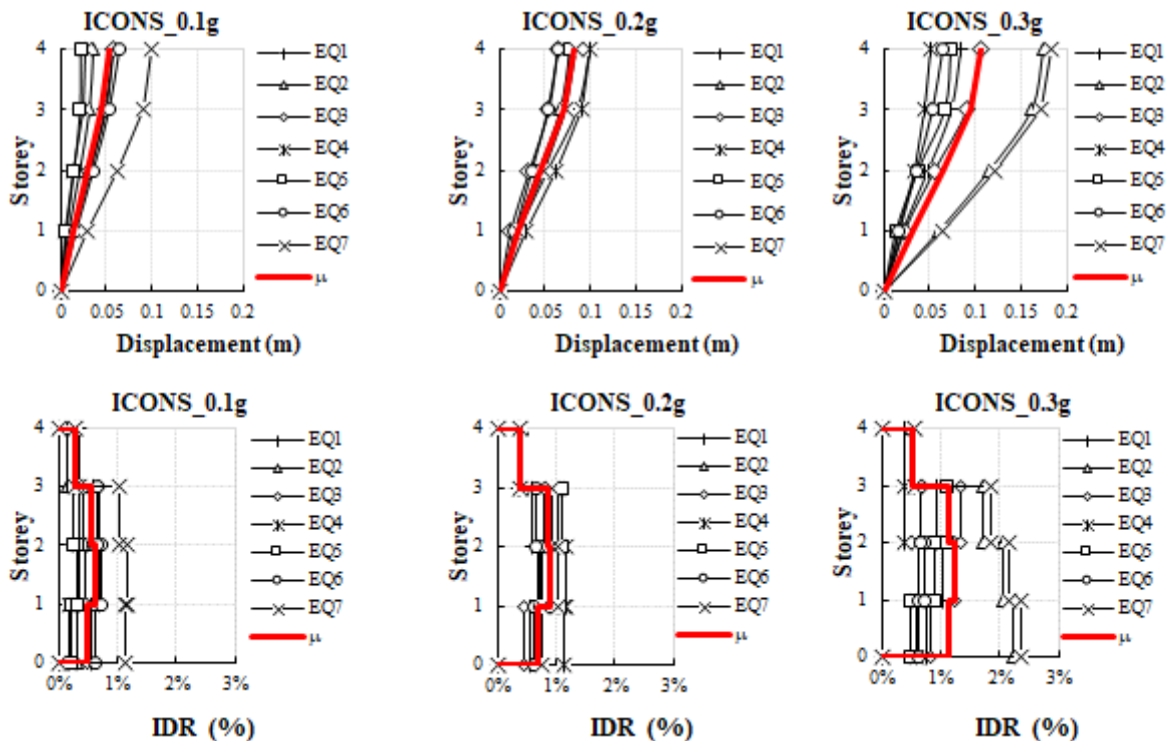 ICONS_0.1g
4
3
2
1
0
Storey
0 0.05 0.1 0.15 0.2
Displacement (m)
EQ1
EQ2
EQ3
EQ4
EQ5
EQ6
EQ7
μ
ICONS_0.2g
4
3
2
1
0
Storey
0 0.05 0.1 0.15 0.2
Displacement (m)
EQ1
EQ2
EQ3
EQ4
EQ5
EQ6
EQ7
μ
ICONS_0.3g
4
3
2
1
0
Storey
0 0.05 0.1 0.15 0.2
Displacement (m)
EQ1
EQ2
EQ3
EQ4
EQ5
EQ6
EQ7
μ
ICONS_0.1g
4
3
2
1
0
Storey
0% 1% 2% 3%
IDR (%)
EQ1
EQ2
EQ3
EQ4
EQ5
EQ6
EQ7
μ
ICONS_0.2g
4
3
2
1
0
Storey
0% 1% 2% 3%
IDR (%)
EQ1
EQ2
EQ3
EQ4
EQ5
EQ6
EQ7
μ
ICONS_0.3g
4
3
2
1
0
Storey
0% 1% 2% 3%
IDR (%)
EQ1
EQ2
EQ3
EQ4
EQ5
EQ6
EQ7
μ